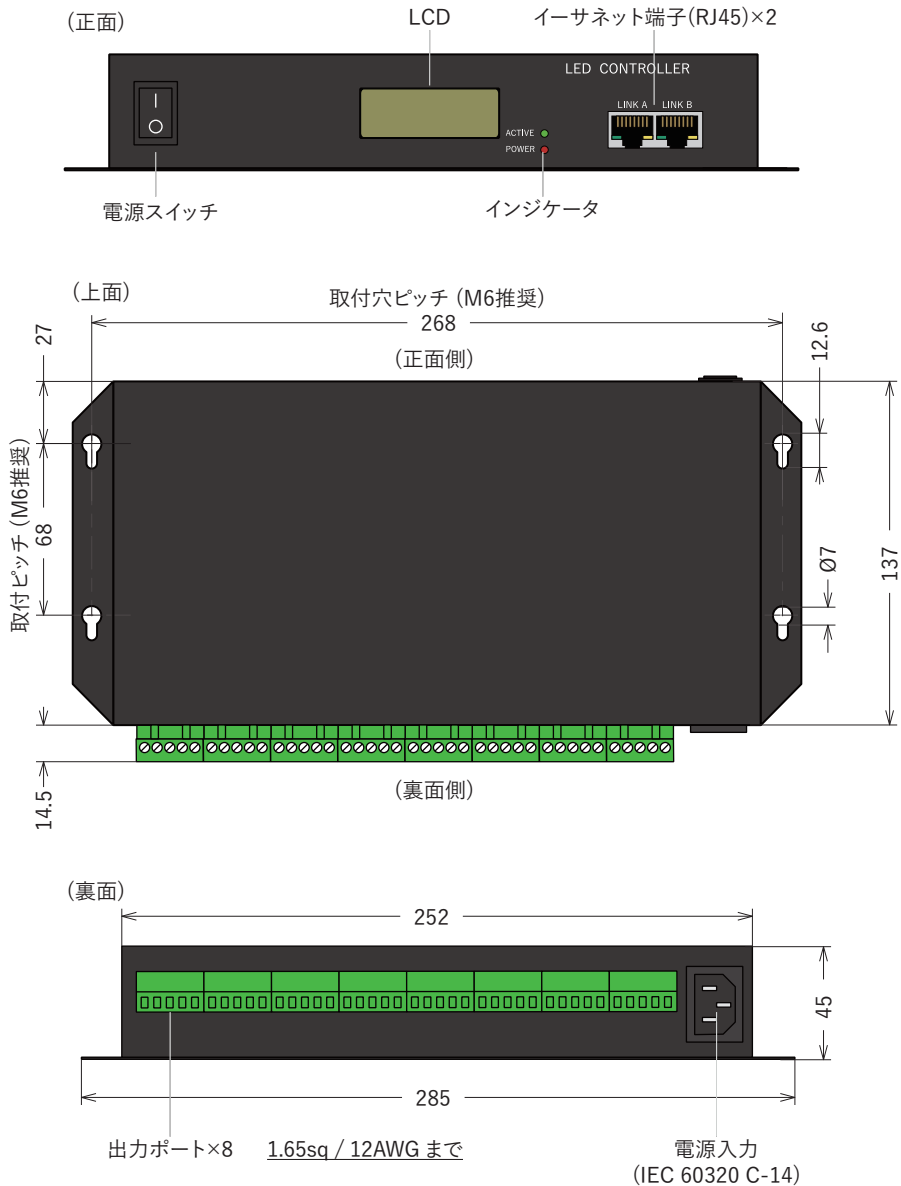 (正面)
LCD
イーサネット端子(RJ45)×2
LED CONTROLLER
LINK A LINK B
ACTIVE
POWER
電源スイッチ
インジケータ
(上面)
取付穴ピッチ (M6推奨)
268
(正面側)
27
12.6
取付ピッチ (M6推奨)
68
Ø7
137
14.5
(裏面側)
(裏面)
252
45
285
出力ポート×8
1.65sq / 12AWG まで
電源入力
(IEC 60320 C-14)